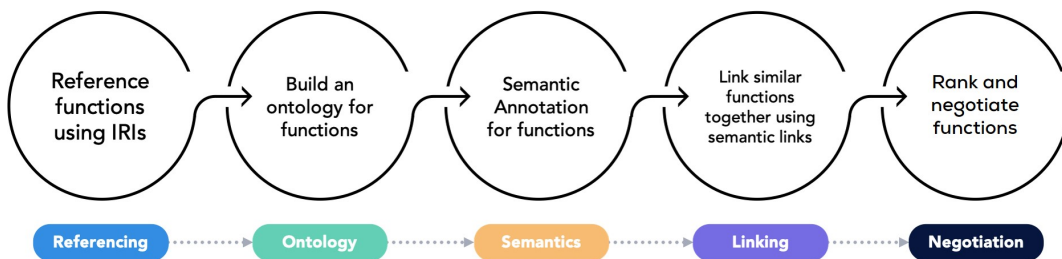 Reference
functions
using IRIs
Build an
ontology for
functions
Semantic
Annotation
for functions
Link similar
functions
together using
semantic links
Rank and
negotiate
functions
Referencing
Ontology
Semantics
Linking
Negotiation